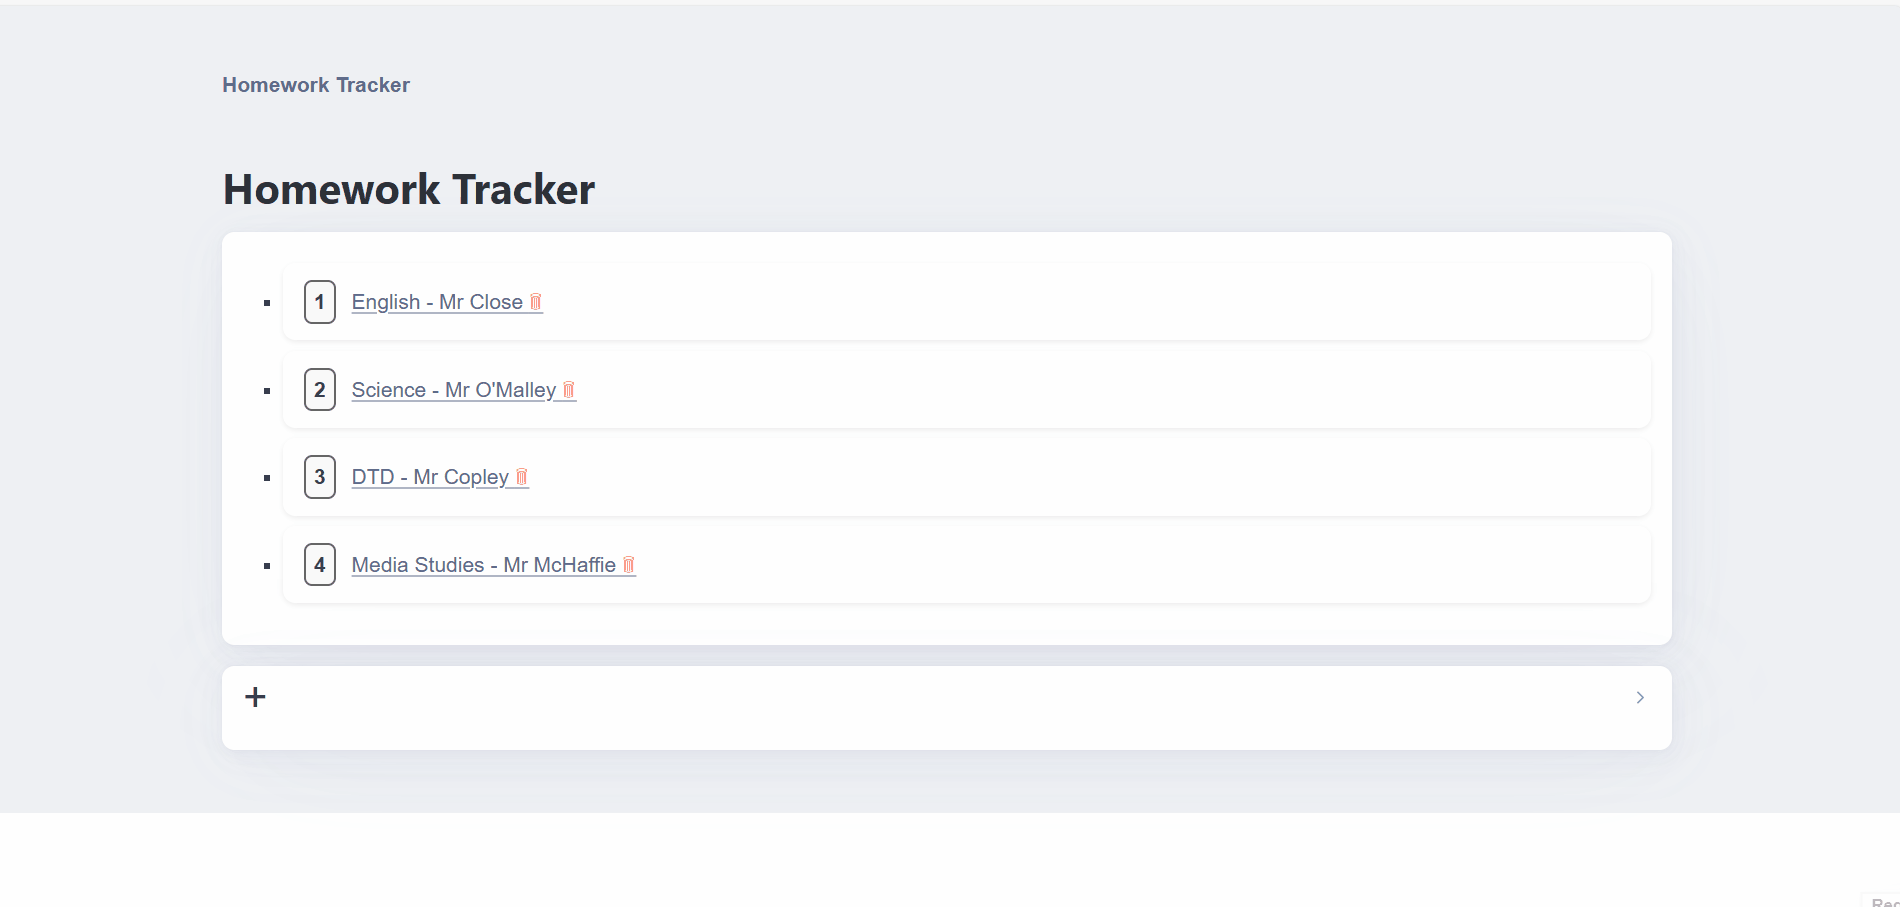 Homework Tracker
Homework Tracker
1 English - Mr Close
2 Science - Mr O'Malley
3 DTD - Mr Copley
4 Media Studies - Mr McHaffie
+